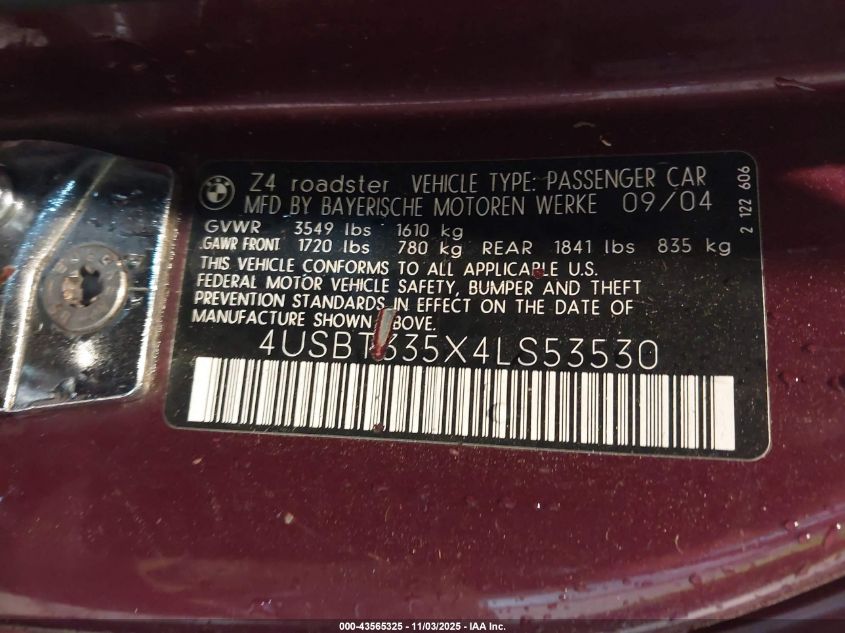 Z4 roadster VEHICLE TYPE: PASSENGER CAR
MFD BY BAYERISCHE MOTOREN WERKE 09/04
GVWR 3549 lbs 1610 kg
GAWR FRONT 1720 lbs 780 kg REAR 1841 lbs 835 kg
THIS VEHICLE CONFORMS TO ALL APPLICABLE U.S.
FEDERAL MOTOR VEHICLE SAFETY, BUMPER AND THEFT
PREVENTION STANDARDS IN EFFECT ON THE DATE OF
MANUFACTURE SHOWN ABOVE.
4USBT335X4LS53530
2 122 606
000-43565325 - 11/03/2025 - IAA Inc.